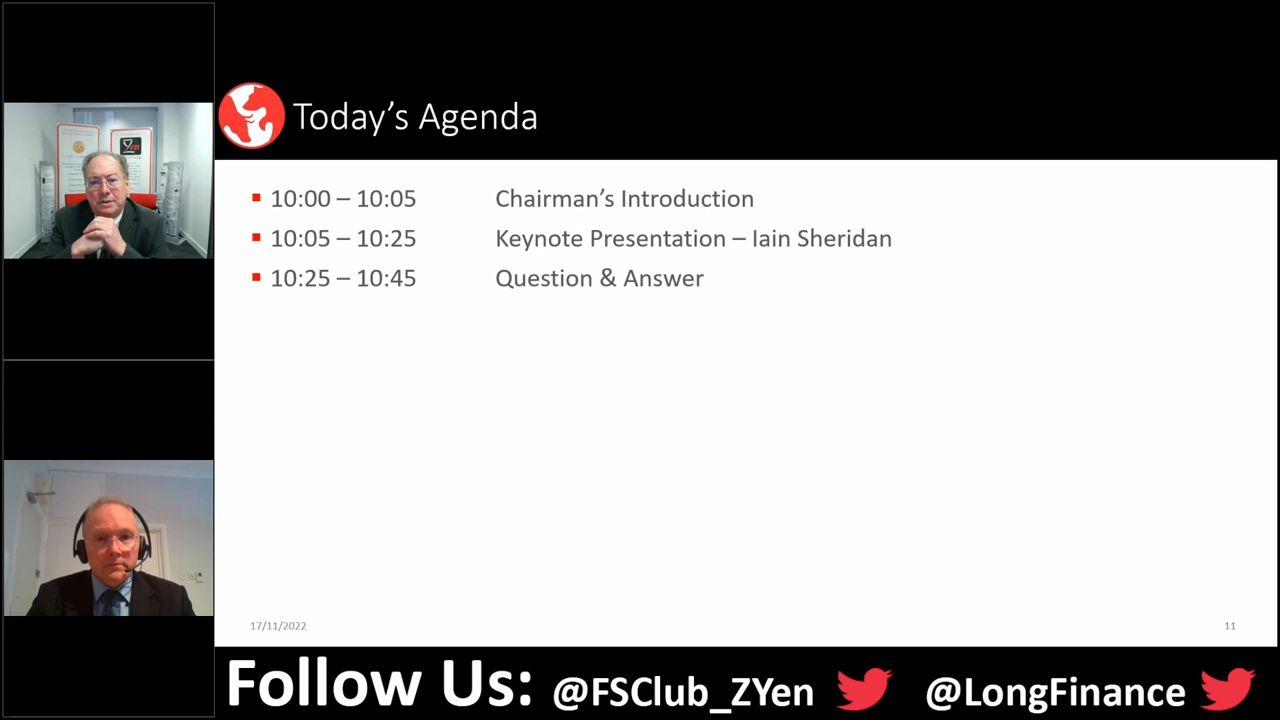 Today's Agenda
▪ 10:00 – 10:05 Chairman's Introduction
▪ 10:05 – 10:25 Keynote Presentation – Iain Sheridan
▪ 10:25 – 10:45 Question & Answer
17/11/2022
11
Follow Us: @FSClub_ZYen @LongFinance